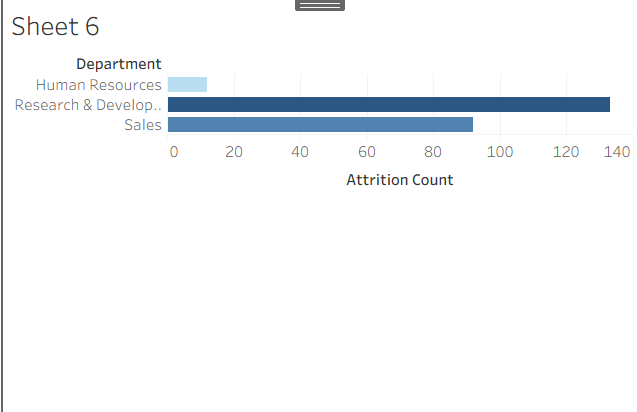 Sheet 6
Department
Human Resources
Research & Develop..
Sales
0 20 40 60 80 100 120 140
Attrition Count